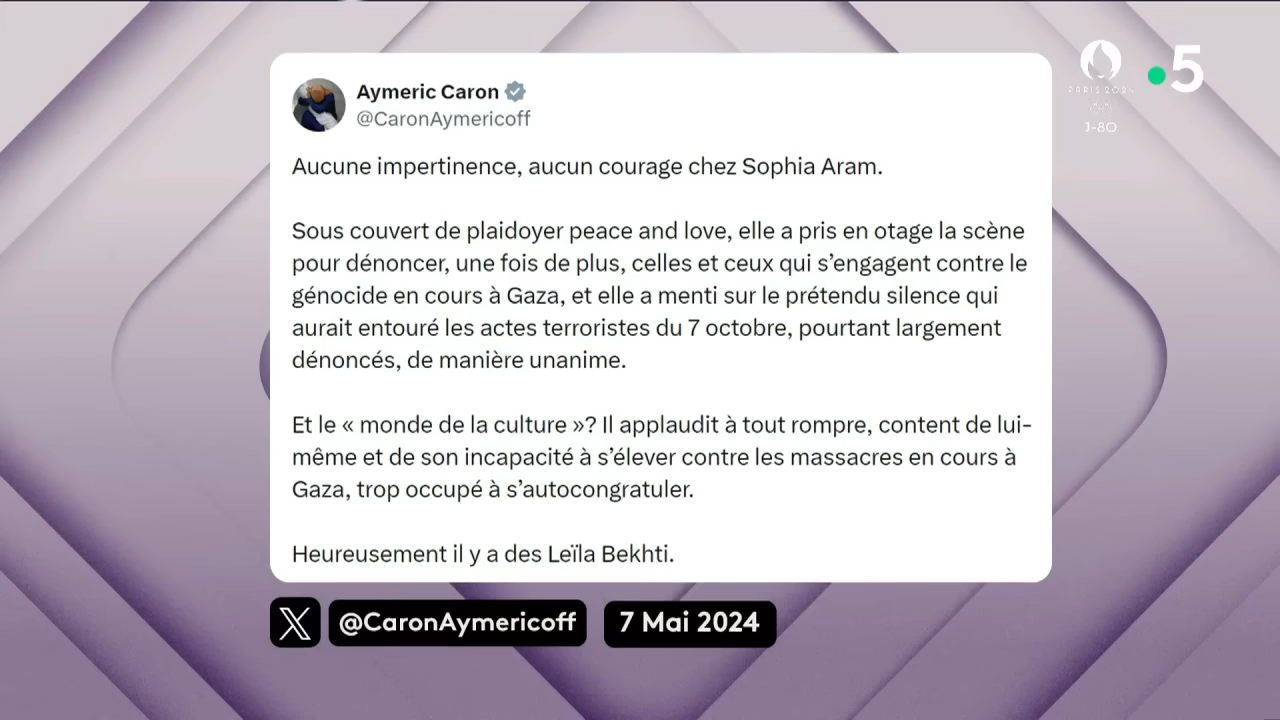 Aymeric Caron
@CaronAymericoff
Aucune impertinence, aucun courage chez Sophia Aram.
Sous couvert de plaidoyer peace and love, elle a pris en otage la scène
pour dénoncer, une fois de plus, celles et ceux qui s’engagent contre le
génocide en cours à Gaza, et elle a menti sur le prétendu silence qui
aurait entouré les actes terroristes du 7 octobre, pourtant largement
dénoncés, de manière unanime.
Et le « monde de la culture »? Il applaudit à tout rompre, content de lui-
même et de son incapacité à s’élever contre les massacres en cours à
Gaza, trop occupé à s’autocongratuler.
Heureusement il y a des Leïla Bekhti.
@CaronAymericoff
7 Mai 2024
5
PARIS 2024
J-80